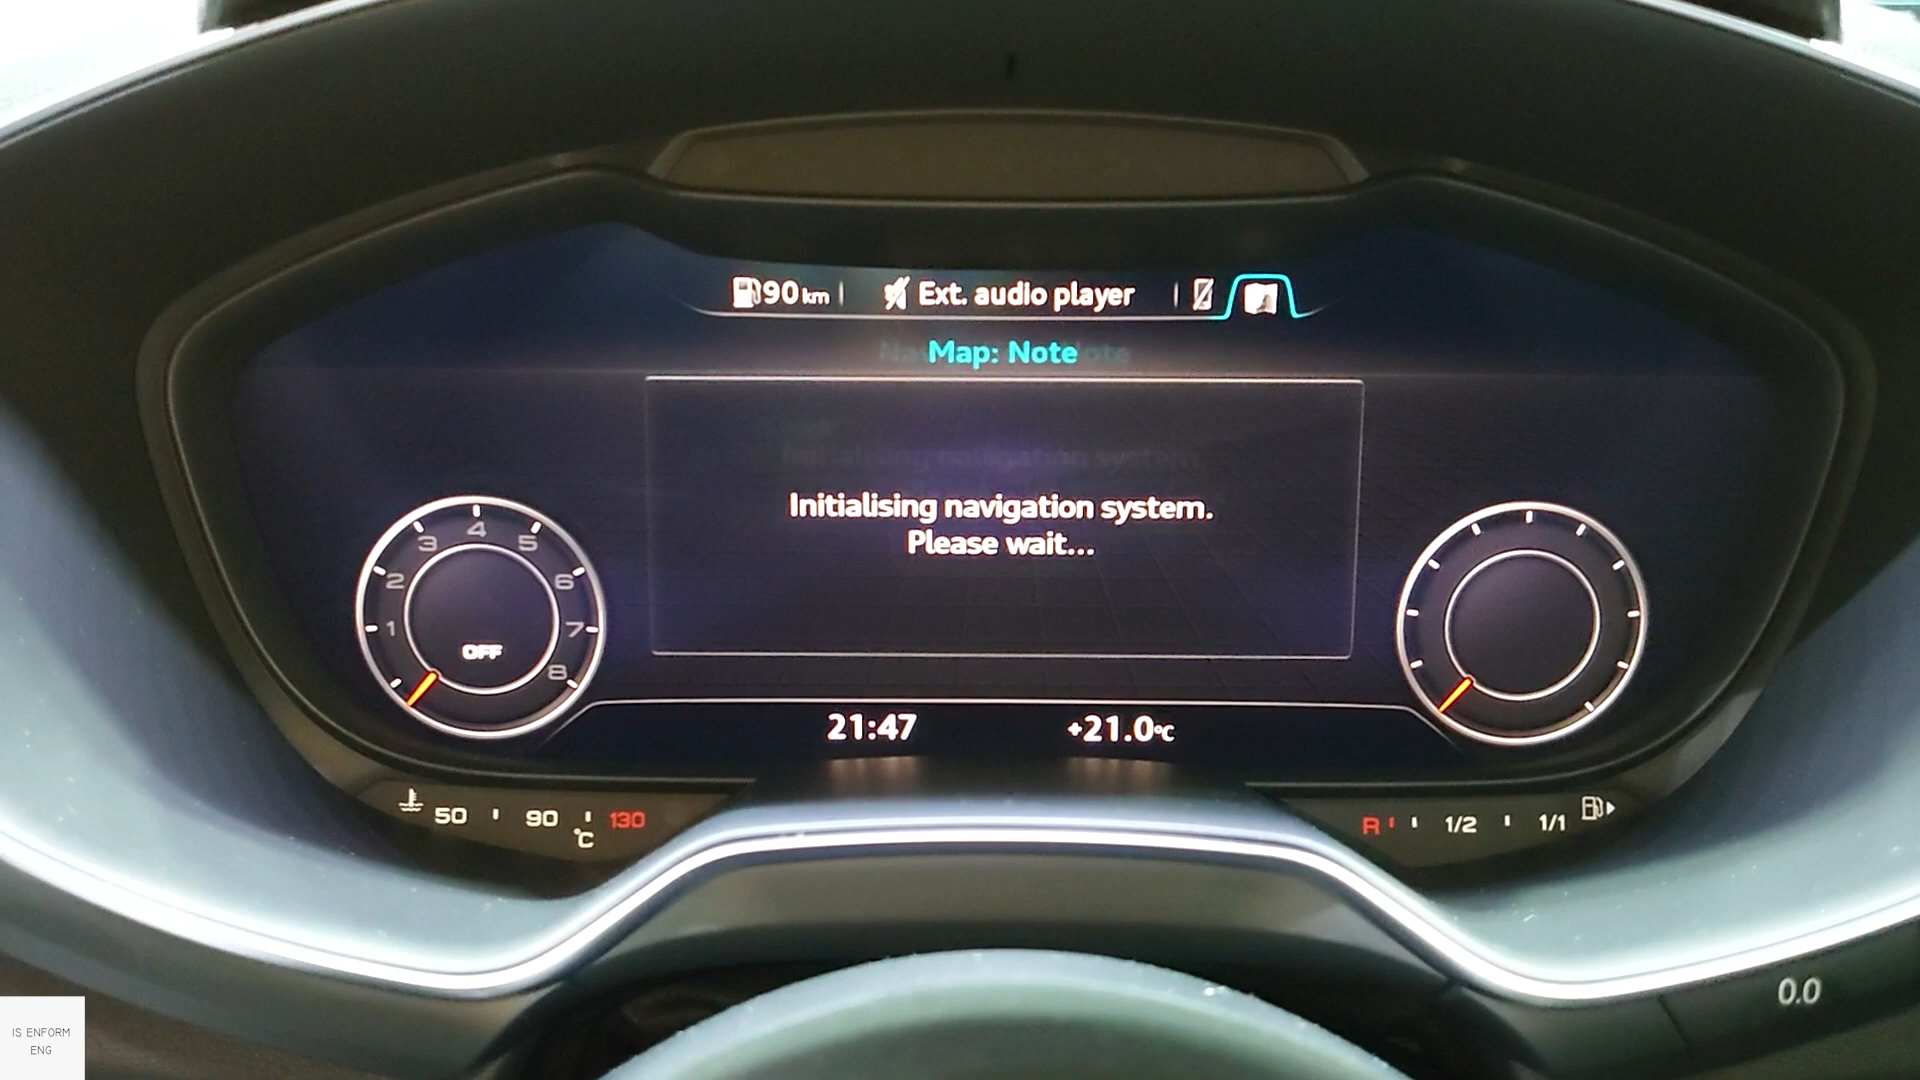 90 km
Ext. audio player
Map: Note
Initialising navigation system.
Please wait...
1 2 3 4 5 6 7 8
OFF
21:47
+21.0°C
50 90 130
°C
R 1/2 1/1
0.0
IS ENFORM
ENG